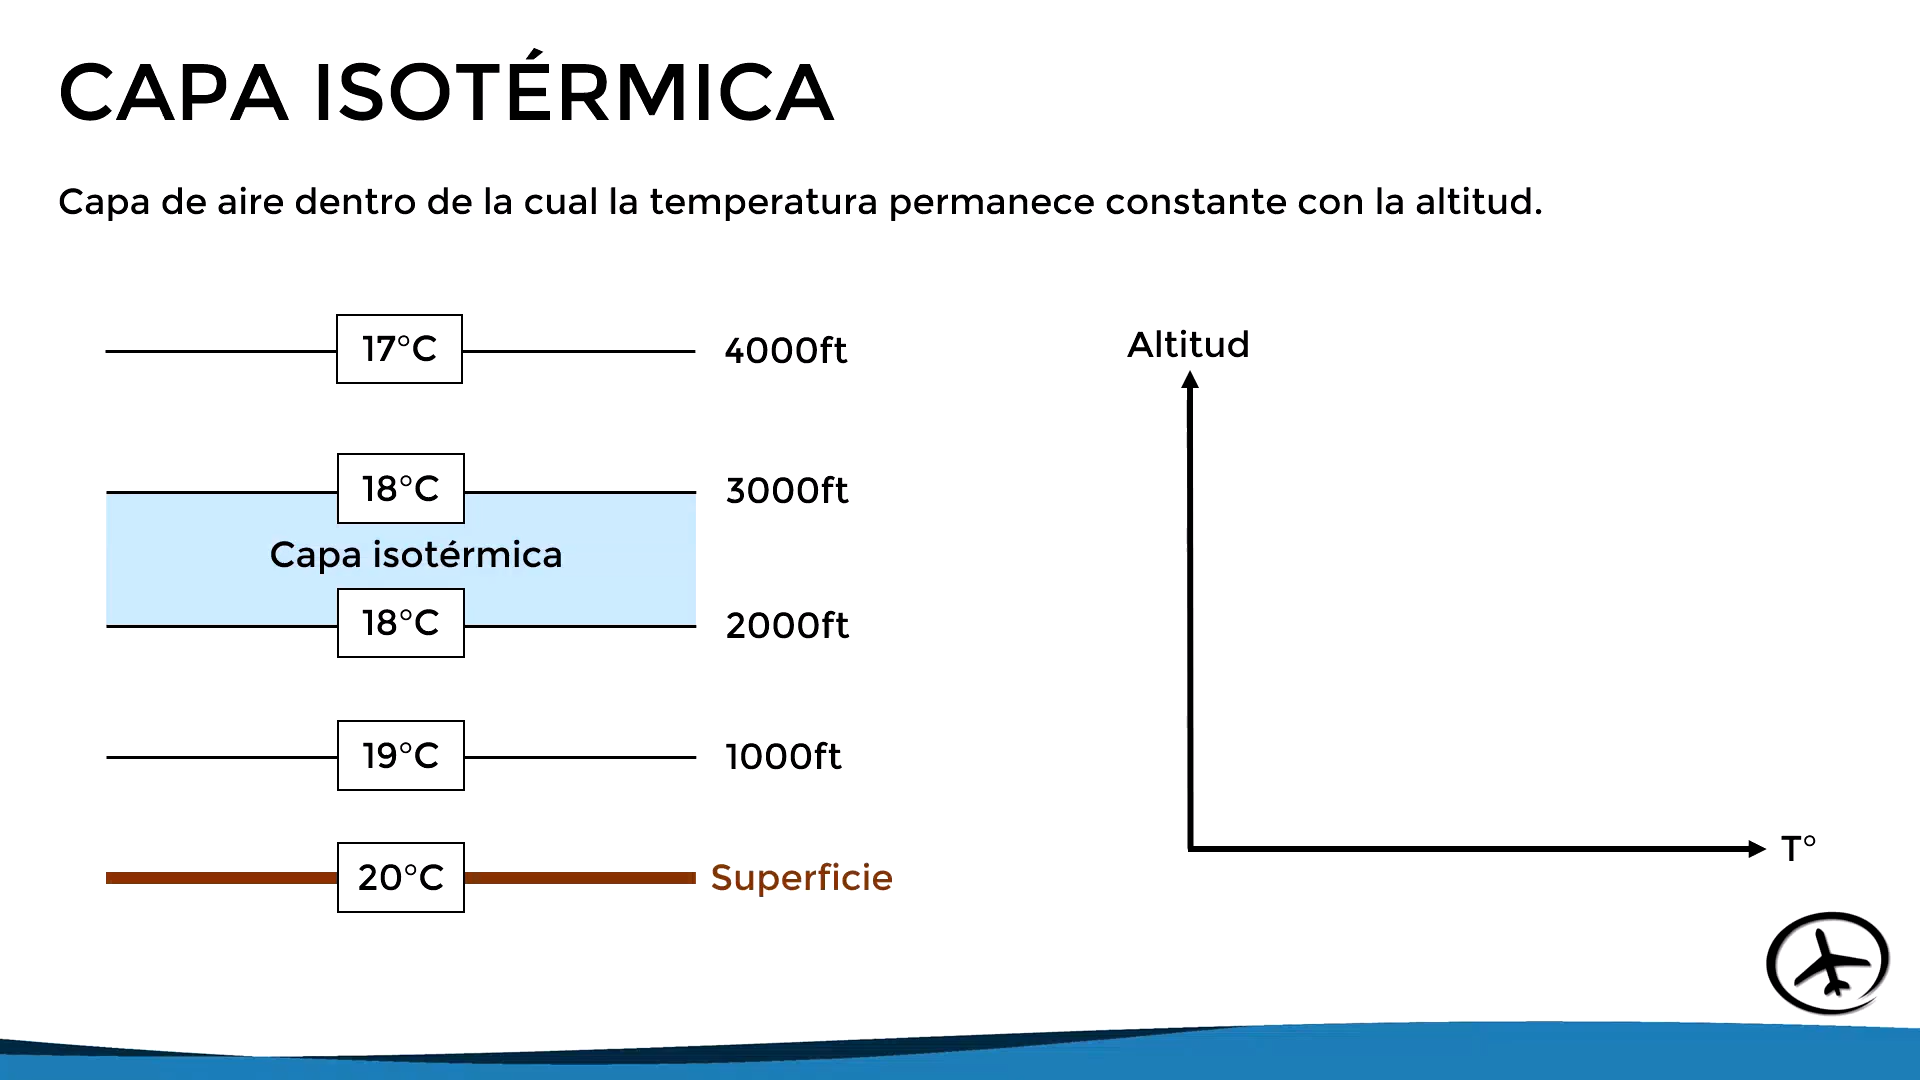 CAPA ISOTÉRMICA
Capa de aire dentro de la cual la temperatura permanece constante con la altitud.
17°C 4000ft
18°C 3000ft
Capa isotérmica
18°C 2000ft
19°C 1000ft
20°C Superficie
Altitud
T°